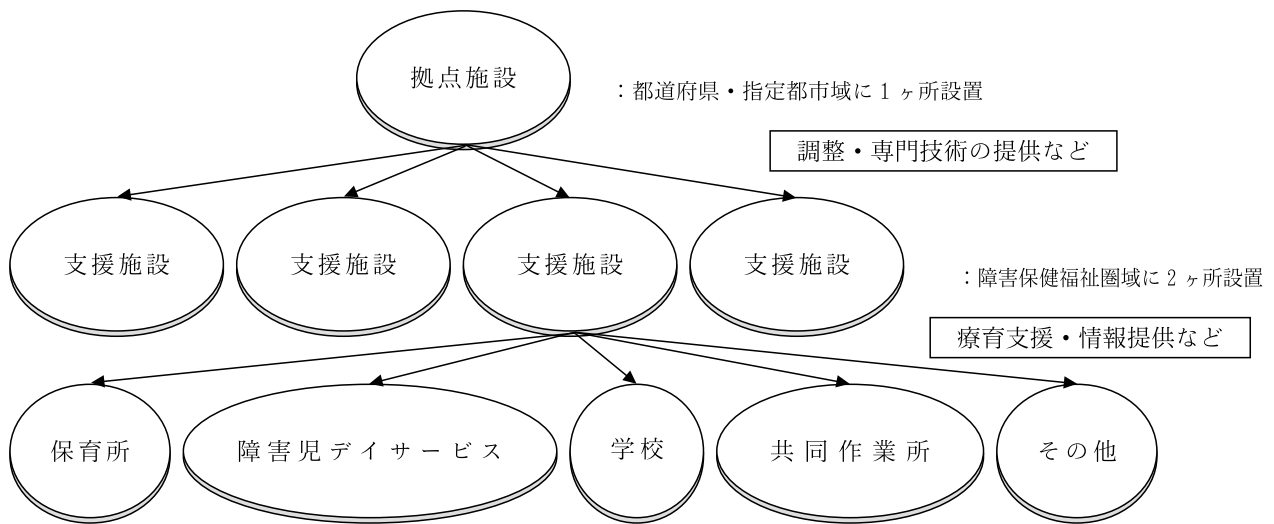 拠点施設
：都道府県・指定都市域に1ヶ所設置
調整・専門技術の提供など
支援施設
支援施設
支援施設
支援施設
：障害保健福祉圏域に2ヶ所設置
療育支援・情報提供など
保育所
障害児デイサービス
学校
共同作業所
その他